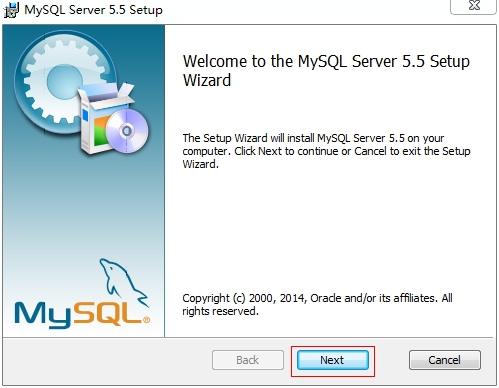 MySQL Server 5.5 Setup
Welcome to the MySQL Server 5.5 Setup
Wizard
The Setup Wizard will install MySQL Server 5.5 on your
computer. Click Next to continue or Cancel to exit the Setup
Wizard.
Copyright (c) 2000, 2014, Oracle and/or its affiliates. All
rights reserved.
MySQL®
Back Next Cancel